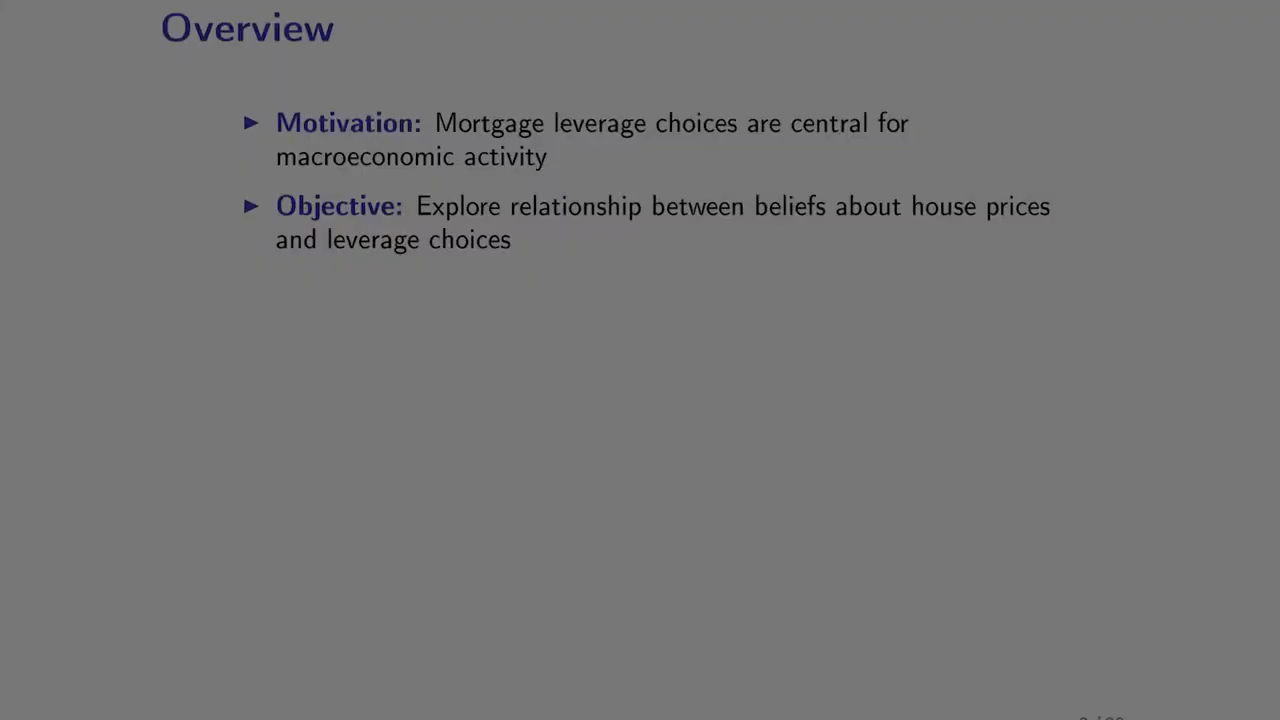 Overview
▶ Motivation: Mortgage leverage choices are central for
macroeconomic activity
▶ Objective: Explore relationship between beliefs about house prices
and leverage choices